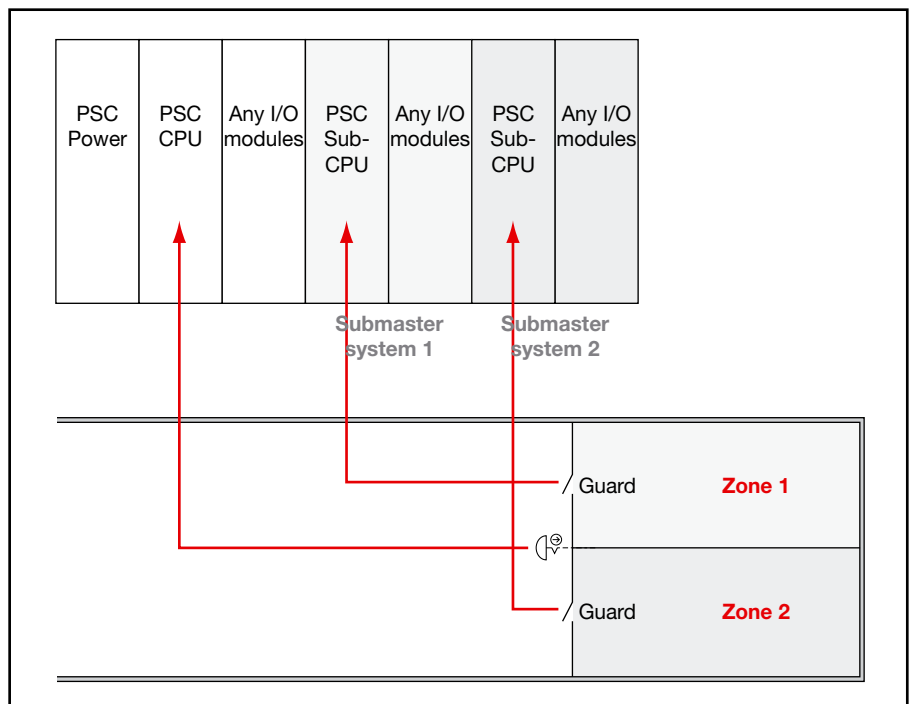 PSC
Power
PSC
CPU
Any I/O
modules
PSC
Sub-
CPU
Any I/O
modules
PSC
Sub-
CPU
Any I/O
modules
Submaster
system 1
Submaster
system 2
Guard
Zone 1
Guard
Zone 2